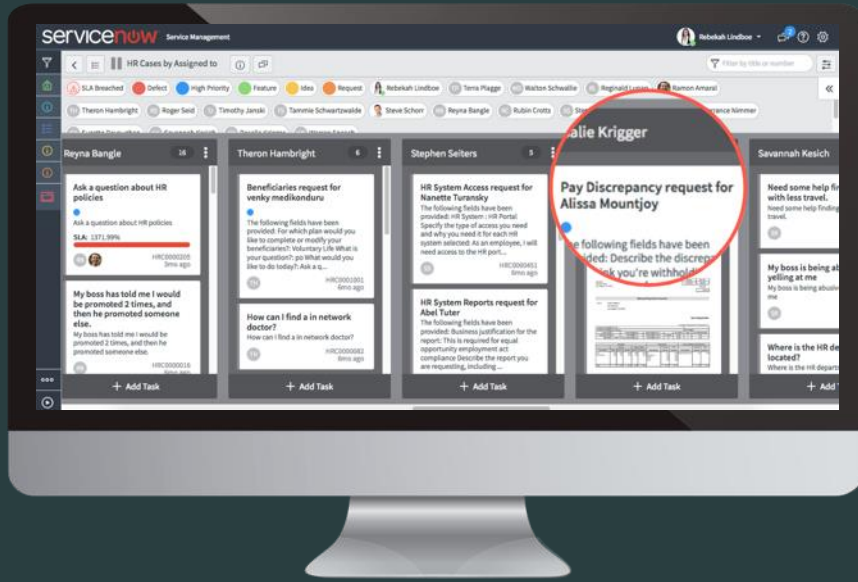 servicenow Service Management
Rebekah Lindboe
2
HR Cases by Assigned to
Filter by title or number
SLA Breached Defect High Priority Feature Idea Request Rebekah Lindboe Terra Plagge Walton Schwallie Reginald Ramon Amaral
Theron Hambright Roger Seid Timothy Janski Tammie Schwartzwalde Steve Schorr Reyna Bangle Rubin Crotts Nimmer
Reyna Bangle 16
Ask a question about HR
policies
Ask a question about HR policies
SLA: 1371.99%
HRC0000205
3mo ago
My boss has told me I would
be promoted 2 times, and
then he promoted someone
else.
My boss has told me I would be
promoted 2 times, and then he
promoted someone else.
HRC0000016
+ Add Task
Theron Hambright 6
Beneficiaries request for
venky medikonduru
The following fields have been
provided: For which plan would you
like to complete or modify your
beneficiaries?: Voluntary Life What is
your question?: po What would you
like to do today?: Ask a q...
HRC0001001
6mo ago
How can I find a in network
doctor?
How can I find a in network doctor?
HRC0000082
6mo ago
+ Add Task
Stephen Seiters 5
HR System Access request for
Nanette Turansky
The following fields have been
provided: HR System : HR Portal
Specify the type of access you need
and why you need it for each HR
system selected: As an employee, I will
need access to the HR port...
HRC0000451
6mo ago
HR System Reports request for
Abel Tuter
The following fields have been
provided: Business justification for the
report: This is required for equal
opportunity employment act
compliance Describe the report you
are requesting, including ...
+ Add Task
alie Krigger
Pay Discrepancy request for
Alissa Mountjoy
e following fields have been
vided: Describe the discrepa
nk you're withholdi
+ Add Task
Savannah Kesich
Need some help fin
with less travel.
Need some help finding
travel.
My boss is being ab
yelling at me
My boss is being abusiv
me
Where is the HR de
located?
Where is the HR depart
+ Add